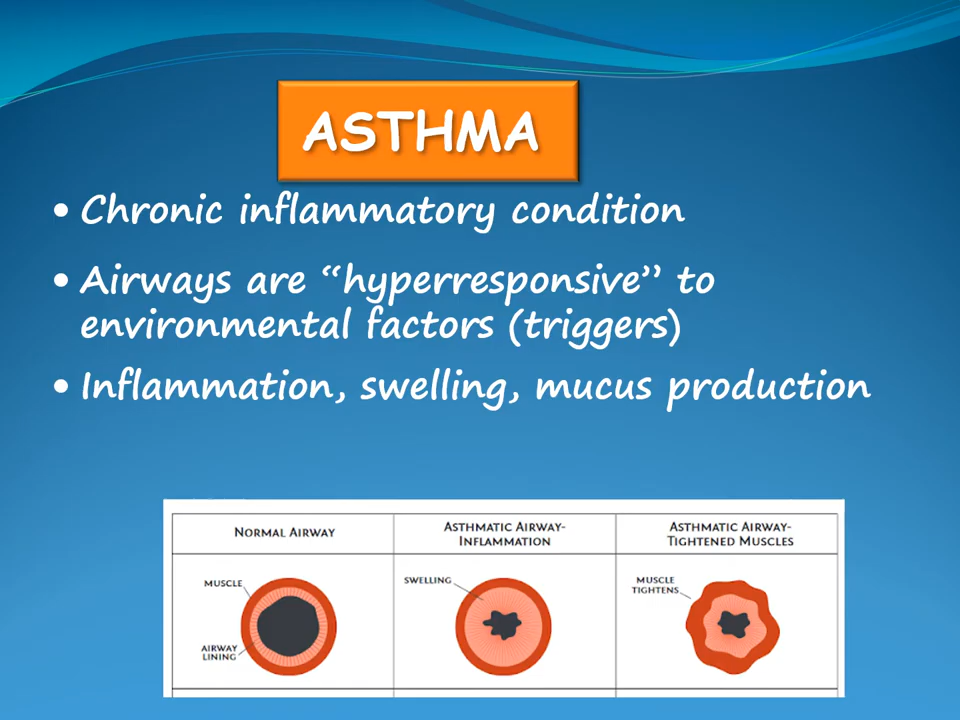 ASTHMA
• Chronic inflammatory condition
• Airways are “hyperresponsive” to
environmental factors (triggers)
• Inflammation, swelling, mucus production
NORMAL AIRWAY
ASTHMATIC AIRWAY-
INFLAMMATION
ASTHMATIC AIRWAY-
TIGHTENED MUSCLES
MUSCLE
AIRWAY
LINING
SWELLING
MUSCLE
TIGHTENS